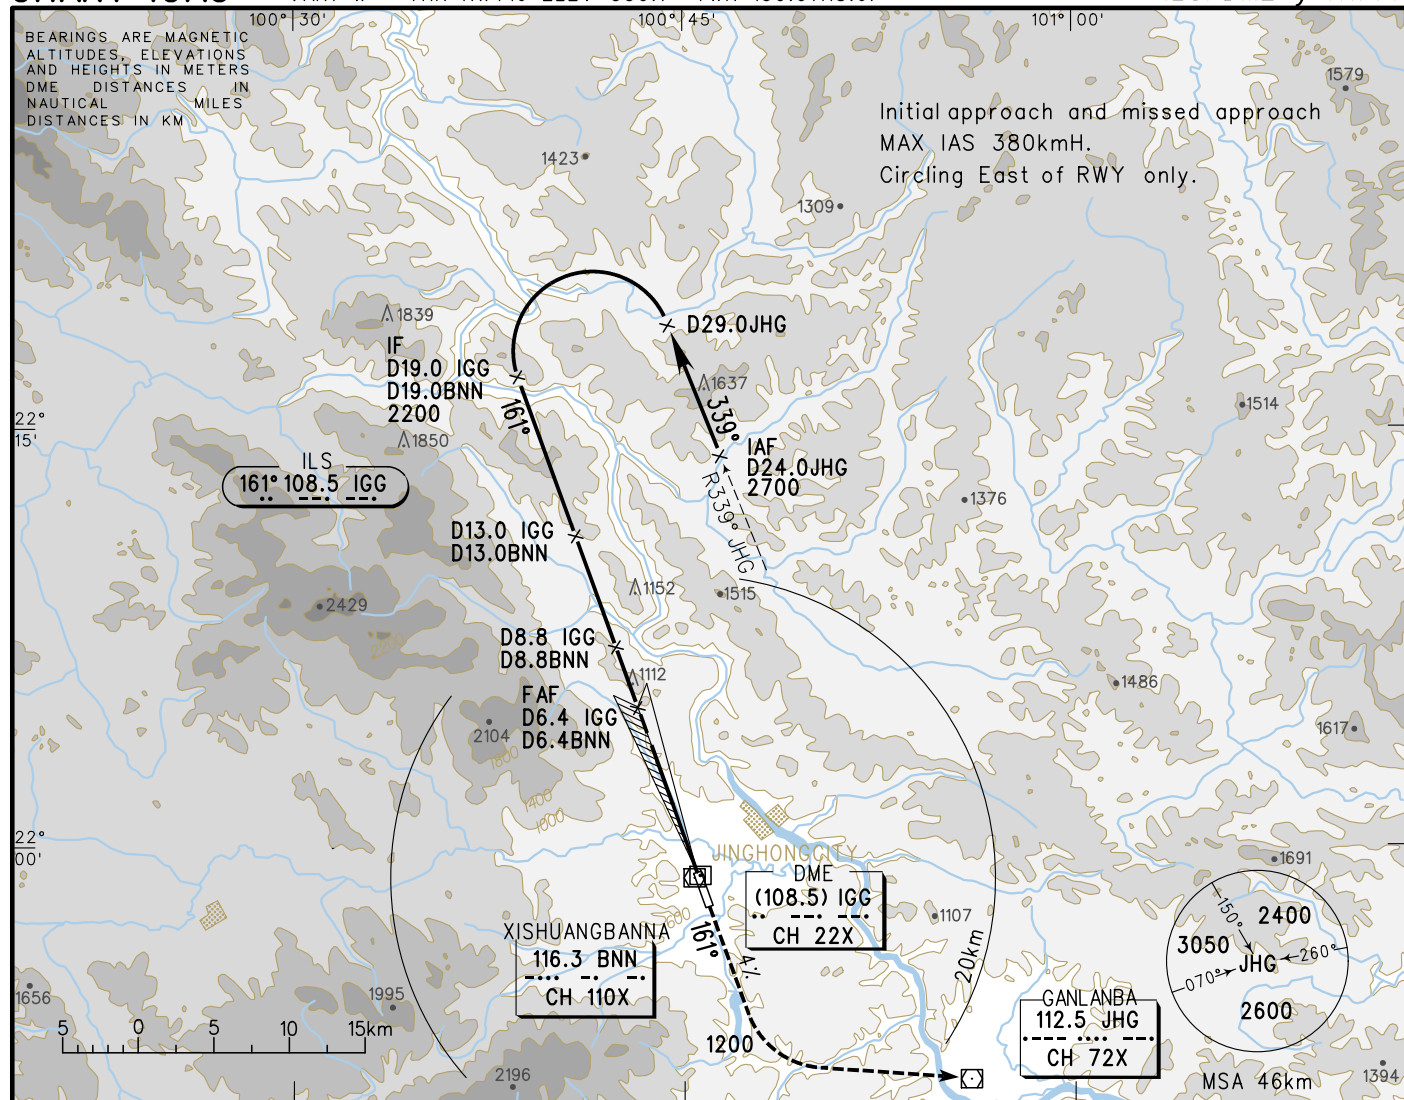 100°30'
100°45'
101°00'
BEARINGS ARE MAGNETIC
ALTITUDES, ELEVATIONS
AND HEIGHTS IN METERS
DME DISTANCES IN
NAUTICAL MILES
DISTANCES IN KM
1579
Initial approach and missed approach
MAX IAS 380kmH.
Circling East of RWY only.
1423
1309
1839
D29.0JHG
IF
D19.0 IGG
D19.0BNN
2200
1637
339°
161°
1514
22°
15'
1850
IAF
D24.0JHG
2700
R339° JHG
ILS
161° 108.5 IGG
1376
D13.0 IGG
D13.0BNN
1152
1515
2429
D8.8 IGG
D8.8BNN
1112
1486
FAF
D6.4 IGG
D6.4BNN
2104
1617
1800
1400
1000
22°
00'
JINGHONGCITY
1691
DME
(108.5) IGG
CH 22X
600
1107
XISHUANGBANNA
116.3 BNN
CH 110X
161°
4%
20km
150°
2400
3050
JHG
260°
070°
2600
MSA 46km
1656
1995
GANLANBA
112.5 JHG
CH 72X
5 0 5 10 15km
1200
2196
1394